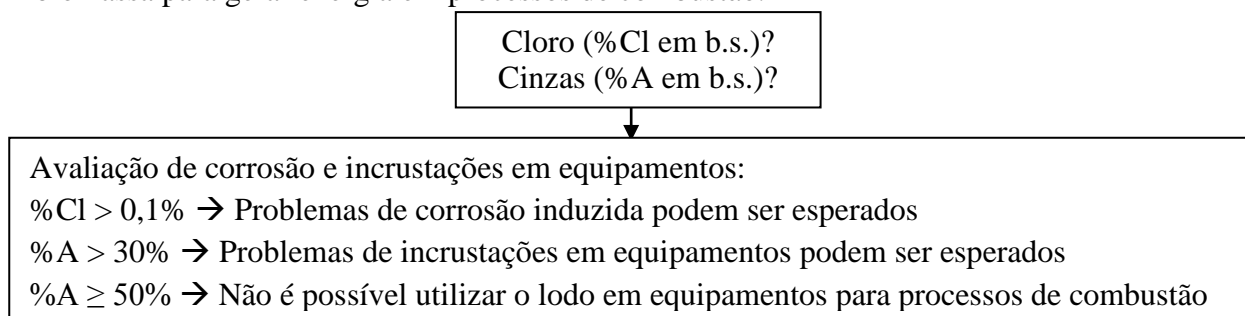 Cloro (%Cl em b.s.)?
Cinzas (%A em b.s.)?
Avaliação de corrosão e incrustações em equipamentos:
%Cl > 0,1% → Problemas de corrosão induzida podem ser esperados
%A > 30% → Problemas de incrustações em equipamentos podem ser esperados
%A ≥ 50% → Não é possível utilizar o lodo em equipamentos para processos de combustão